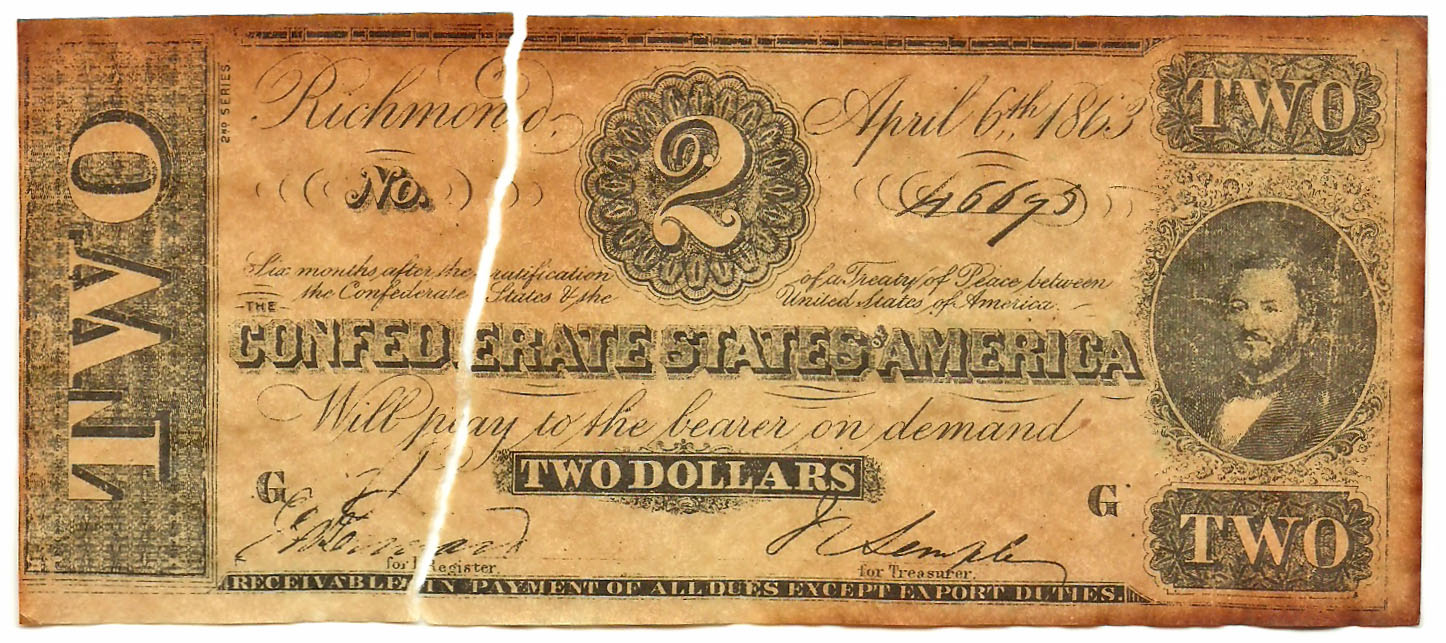 TWO
2ND SERIES.
Richmond, 2 April 6th 1863
TWO
No. 46693
Six months after the ratification of a Treaty of Peace between
the Confederate States & the United States of America.
THE
CONFEDERATE STATES OF AMERICA
Will pay to the bearer on demand
TWO DOLLARS
G G
TWO
for Register.
for Treasurer.
RECEIVABLE IN PAYMENT OF ALL DUES EXCEPT EXPORT DUTIES.